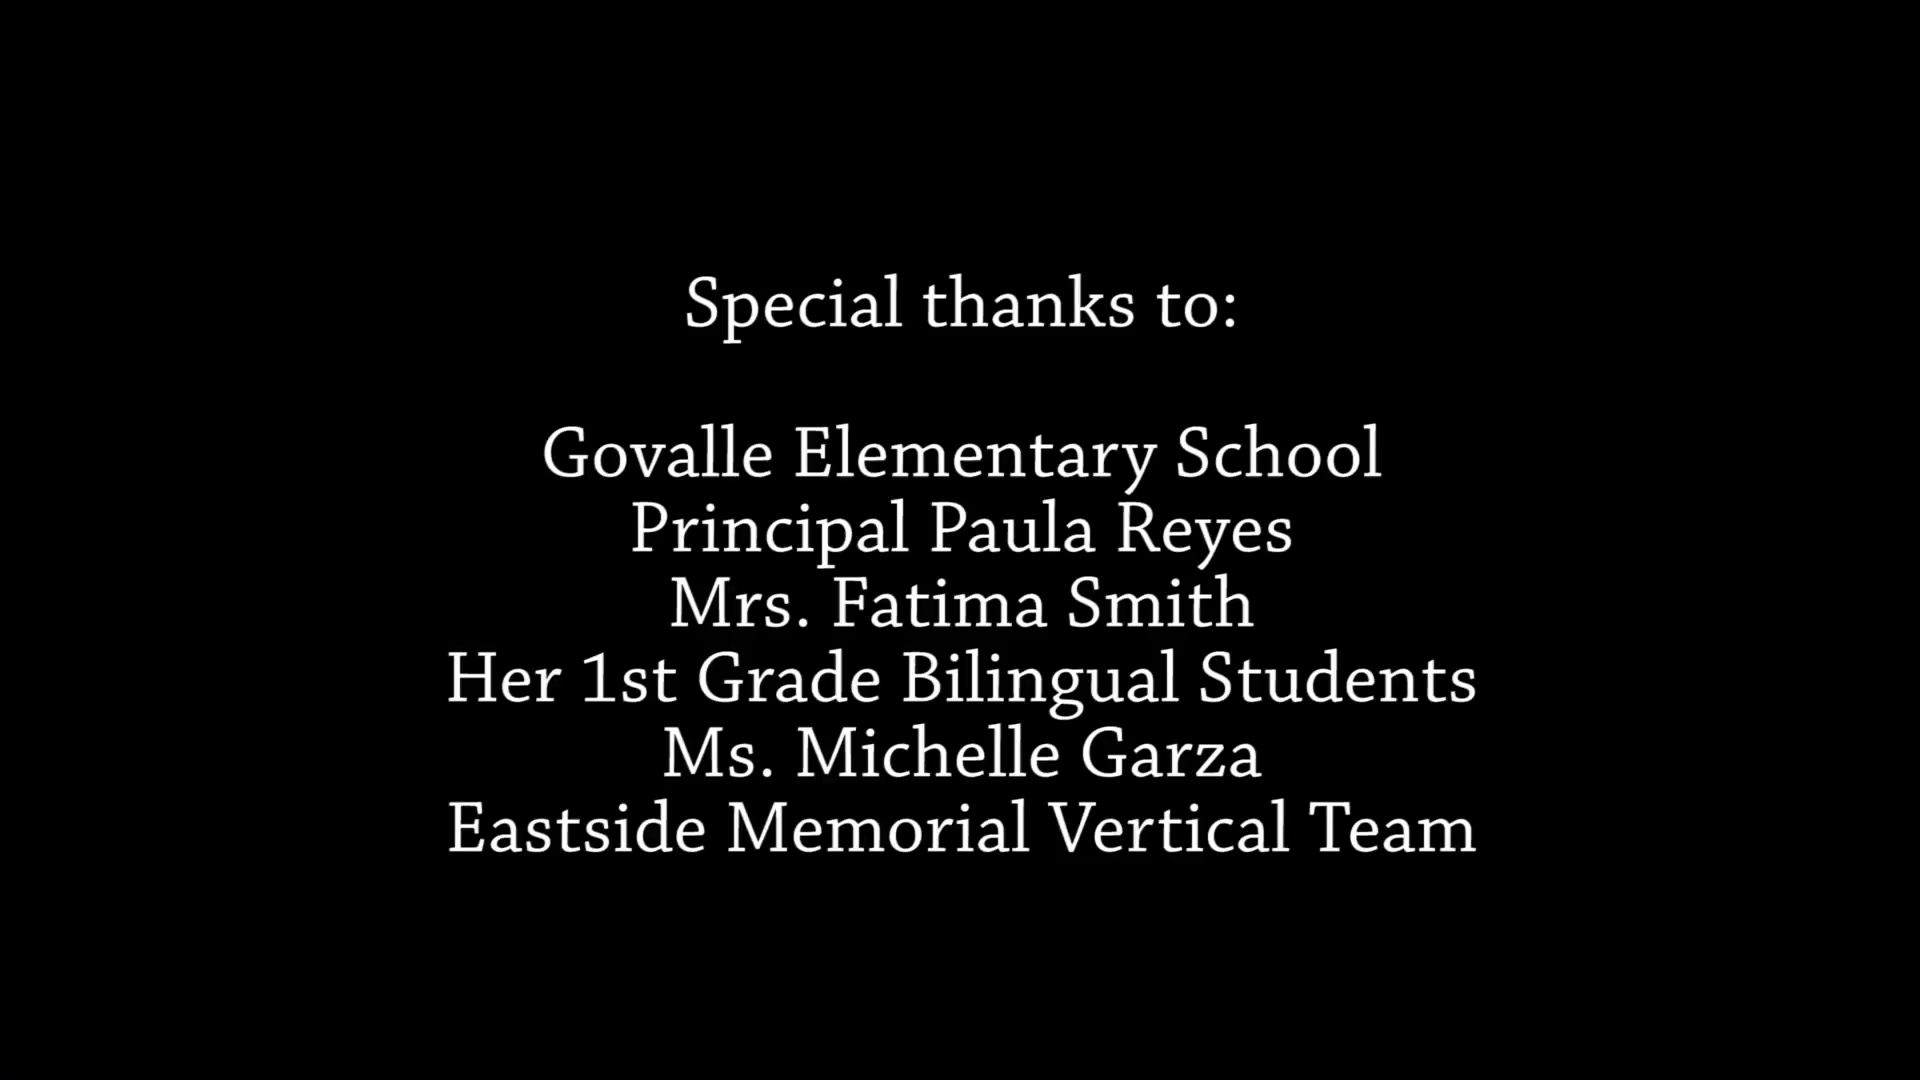 Special thanks to:
Govalle Elementary School
Principal Paula Reyes
Mrs. Fatima Smith
Her 1st Grade Bilingual Students
Ms. Michelle Garza
Eastside Memorial Vertical Team